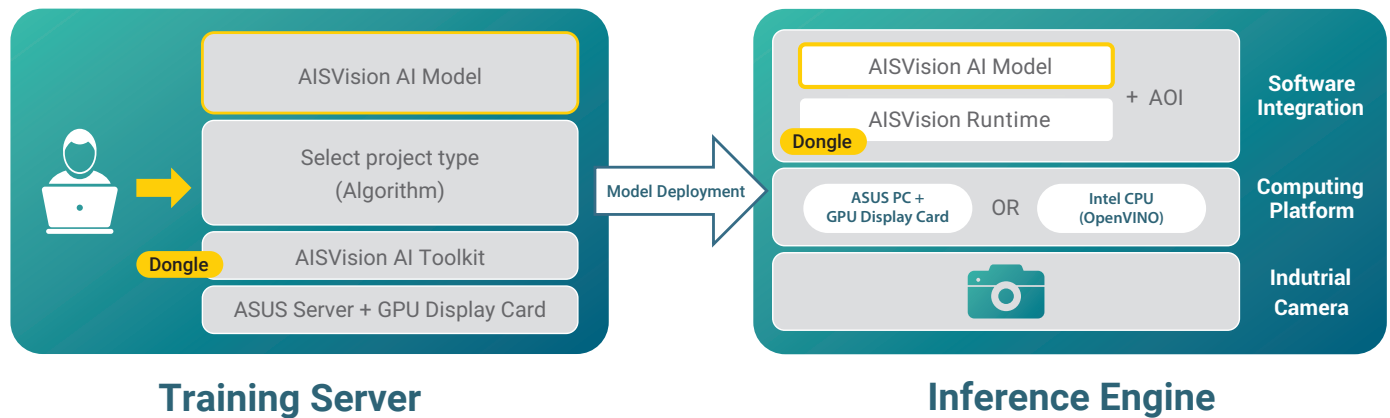 AISVision AI Model
Select project type
(Algorithm)
Dongle
AISVision AI Toolkit
ASUS Server + GPU Display Card
Training Server
Model Deployment
AISVision AI Model
+ AOI
AISVision Runtime
Dongle
Software
Integration
ASUS PC +
GPU Display Card
OR
Intel CPU
(OpenVINO)
Computing
Platform
Indutrial
Camera
Inference Engine